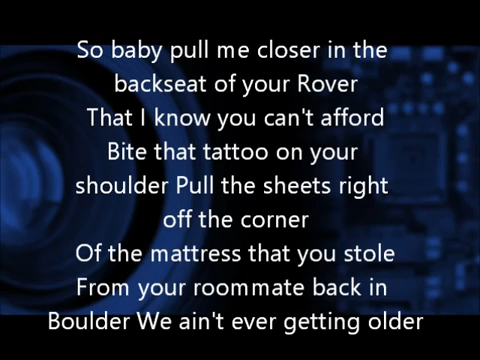 So baby pull me closer in the
backseat of your Rover
That I know you can't afford
Bite that tattoo on your
shoulder Pull the sheets right
off the corner
Of the mattress that you stole
From your roommate back in
Boulder We ain't ever getting older